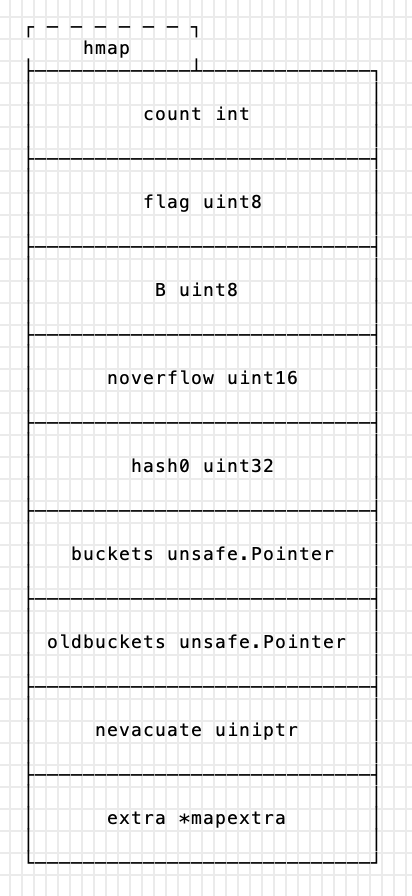 hmap
count int
flag uint8
B uint8
noverflow uint16
hash0 uint32
buckets unsafe.Pointer
oldbuckets unsafe.Pointer
nevacuate uiniptr
extra *mapextra